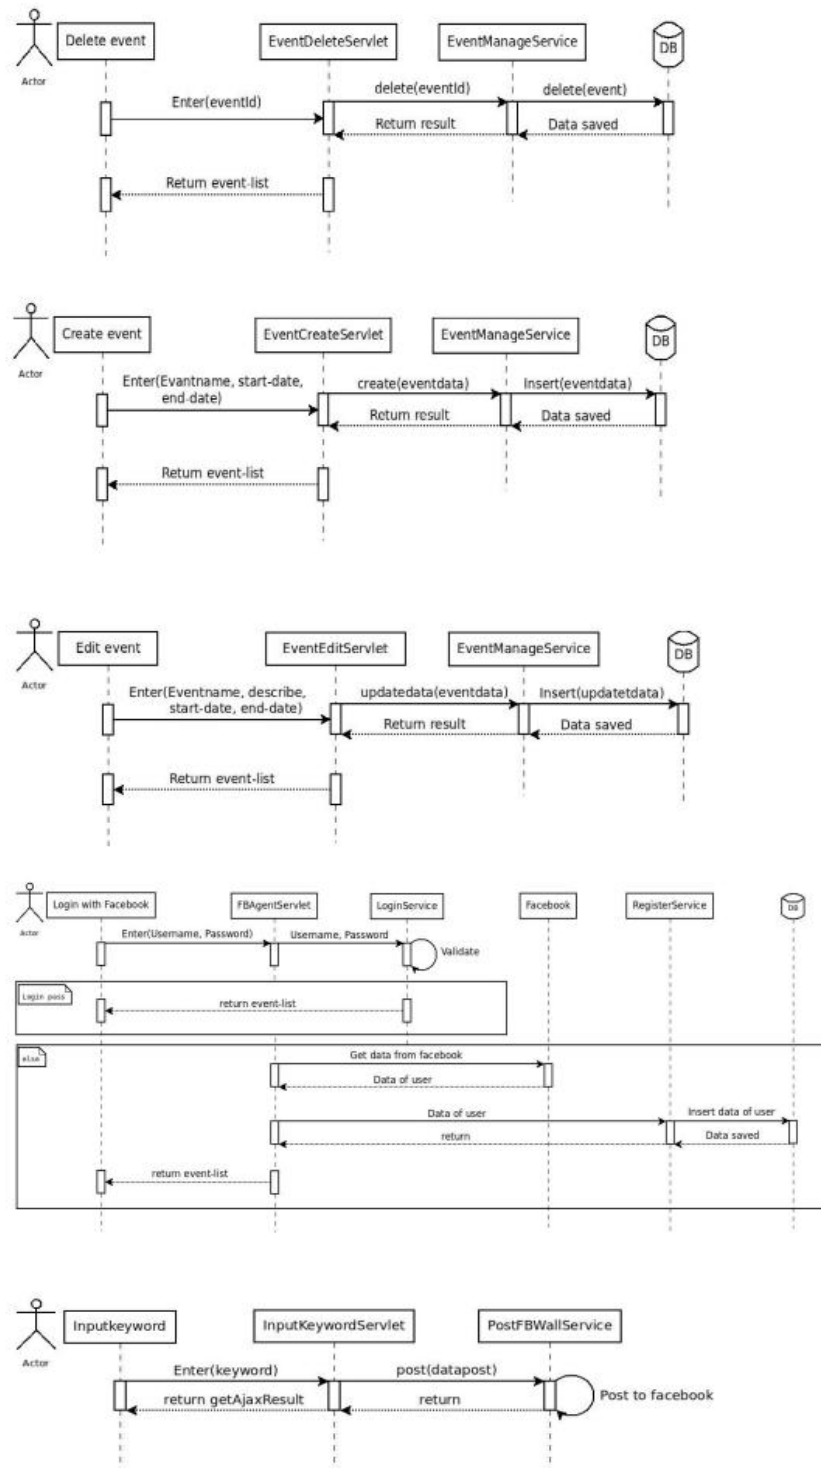 Delete event
EventDeleteServlet
EventManageService
DB
Actor
Enter(eventId)
delete(eventId)
delete(event)
Return result
Data saved
Return event-list
Create event
EventCreateServlet
EventManageService
DB
Actor
Enter(Evantname, start-date,
end-date)
create(eventdata)
Insert(eventdata)
Return result
Data saved
Return event-list
Edit event
EventEditServlet
EventManageService
DB
Actor
Enter(Eventname, describe,
start-date, end-date)
updatedata(eventdata)
Insert(updatetdata)
Return result
Data saved
Return event-list
Login with Facebook
FBAgentServlet
LoginService
Facebook
RegisterService
DB
Actor
Enter(Username, Password)
Username, Password
Validate
Login pass
return event-list
else
Get data from facebook
Data of user
Data of user
Insert data of user
return
Data saved
return event-list
Inputkeyword
InputKeywordServlet
PostFBWallService
Actor
Enter(keyword)
post(datapost)
return getAjaxResult
return
Post to facebook